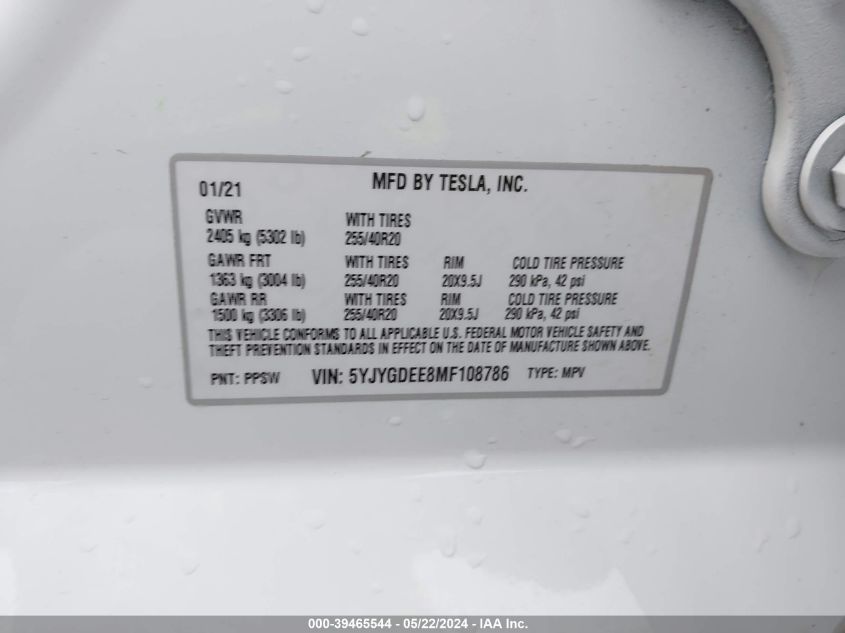 01/21 MFD BY TESLA, INC.
GVWR WITH TIRES
2405 kg (5302 lb) 255/40R20
GAWR FRT WITH TIRES RIM COLD TIRE PRESSURE
1363 kg (3004 lb) 255/40R20 20X9.5J 290 kPa, 42 psi
GAWR RR WITH TIRES RIM COLD TIRE PRESSURE
1500 kg (3306 lb) 255/40R20 20X9.5J 290 kPa, 42 psi
THIS VEHICLE CONFORMS TO ALL APPLICABLE U.S. FEDERAL MOTOR VEHICLE SAFETY AND
THEFT PREVENTION STANDARDS IN EFFECT ON THE DATE OF MANUFACTURE SHOWN ABOVE.
PNT: PPSW VIN: 5YJYGDEE8MF108786 TYPE: MPV
000-39465544 - 05/22/2024 - IAA Inc.